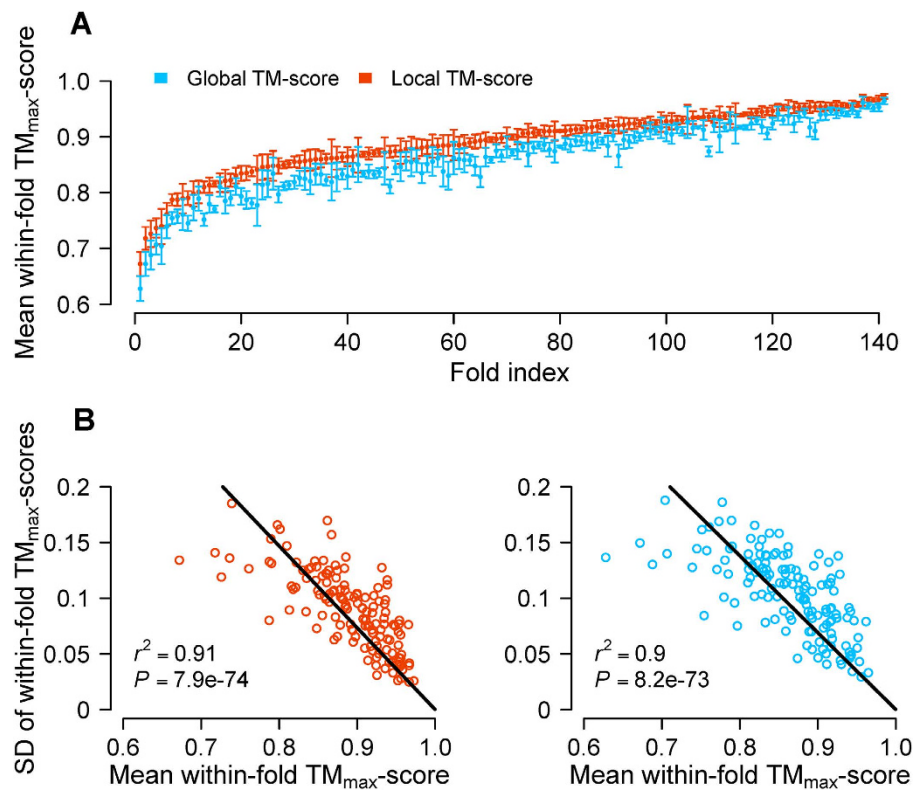 A
Mean wihin-fold TMmax-score
Global TM-score Local TM-score
1.0
0.9
0.8
0.7
0.6
0 20 40 60 80 100 120 140
Fold index
B
SD of within-fold TMmax-scores
0.2
0.15
0.1
0.05
0
r² = 0.91
P = 7.9e-74
0.6 0.7 0.8 0.9 1.0
Mean within-fold TMmax-score
0.2
0.15
0.1
0.05
0
r² = 0.9
P = 8.2e-73
0.6 0.7 0.8 0.9 1.0
Mean within-fold TMmax-score